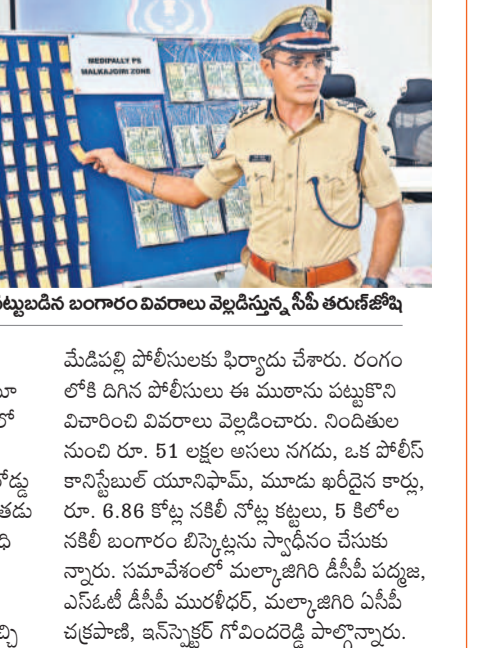 MEDIPALLY PS
MALKAJGIRI ZONE
పట్టుబడిన బంగారం వివరాలు వెల్లడిస్తున్న సీపీ తరుణ్‌జోషి
మేడిపల్లి పోలీసులకు ఫిర్యాదు చేశారు. రంగం
లోకి దిగిన పోలీసులు ఈ ముఠాను పట్టుకొని
విచారించి వివరాలు వెల్లడించారు. నిందితుల
నుంచి రూ. 51 లక్షల అసలు నగదు, ఒక పోలీస్
కానిస్టేబుల్ యూనిఫామ్, మూడు ఖరీదైన కార్లు,
రూ. 6.86 కోట్ల నకిలీ నోట్ల కట్టలు, 5 కిలోల
నకిలీ బంగారం బిస్కెట్లను స్వాధీనం చేసుకు
న్నారు. సమావేశంలో మల్కాజిగిరి డీసీపీ పద్మజ,
ఎస్ఓటీ డీసీపీ మురళీధర్, మల్కాజిగిరి ఏసీపీ
చక్రపాణి, ఇన్‌స్పెక్టర్ గోవిందరెడ్డి పాల్గొన్నారు.